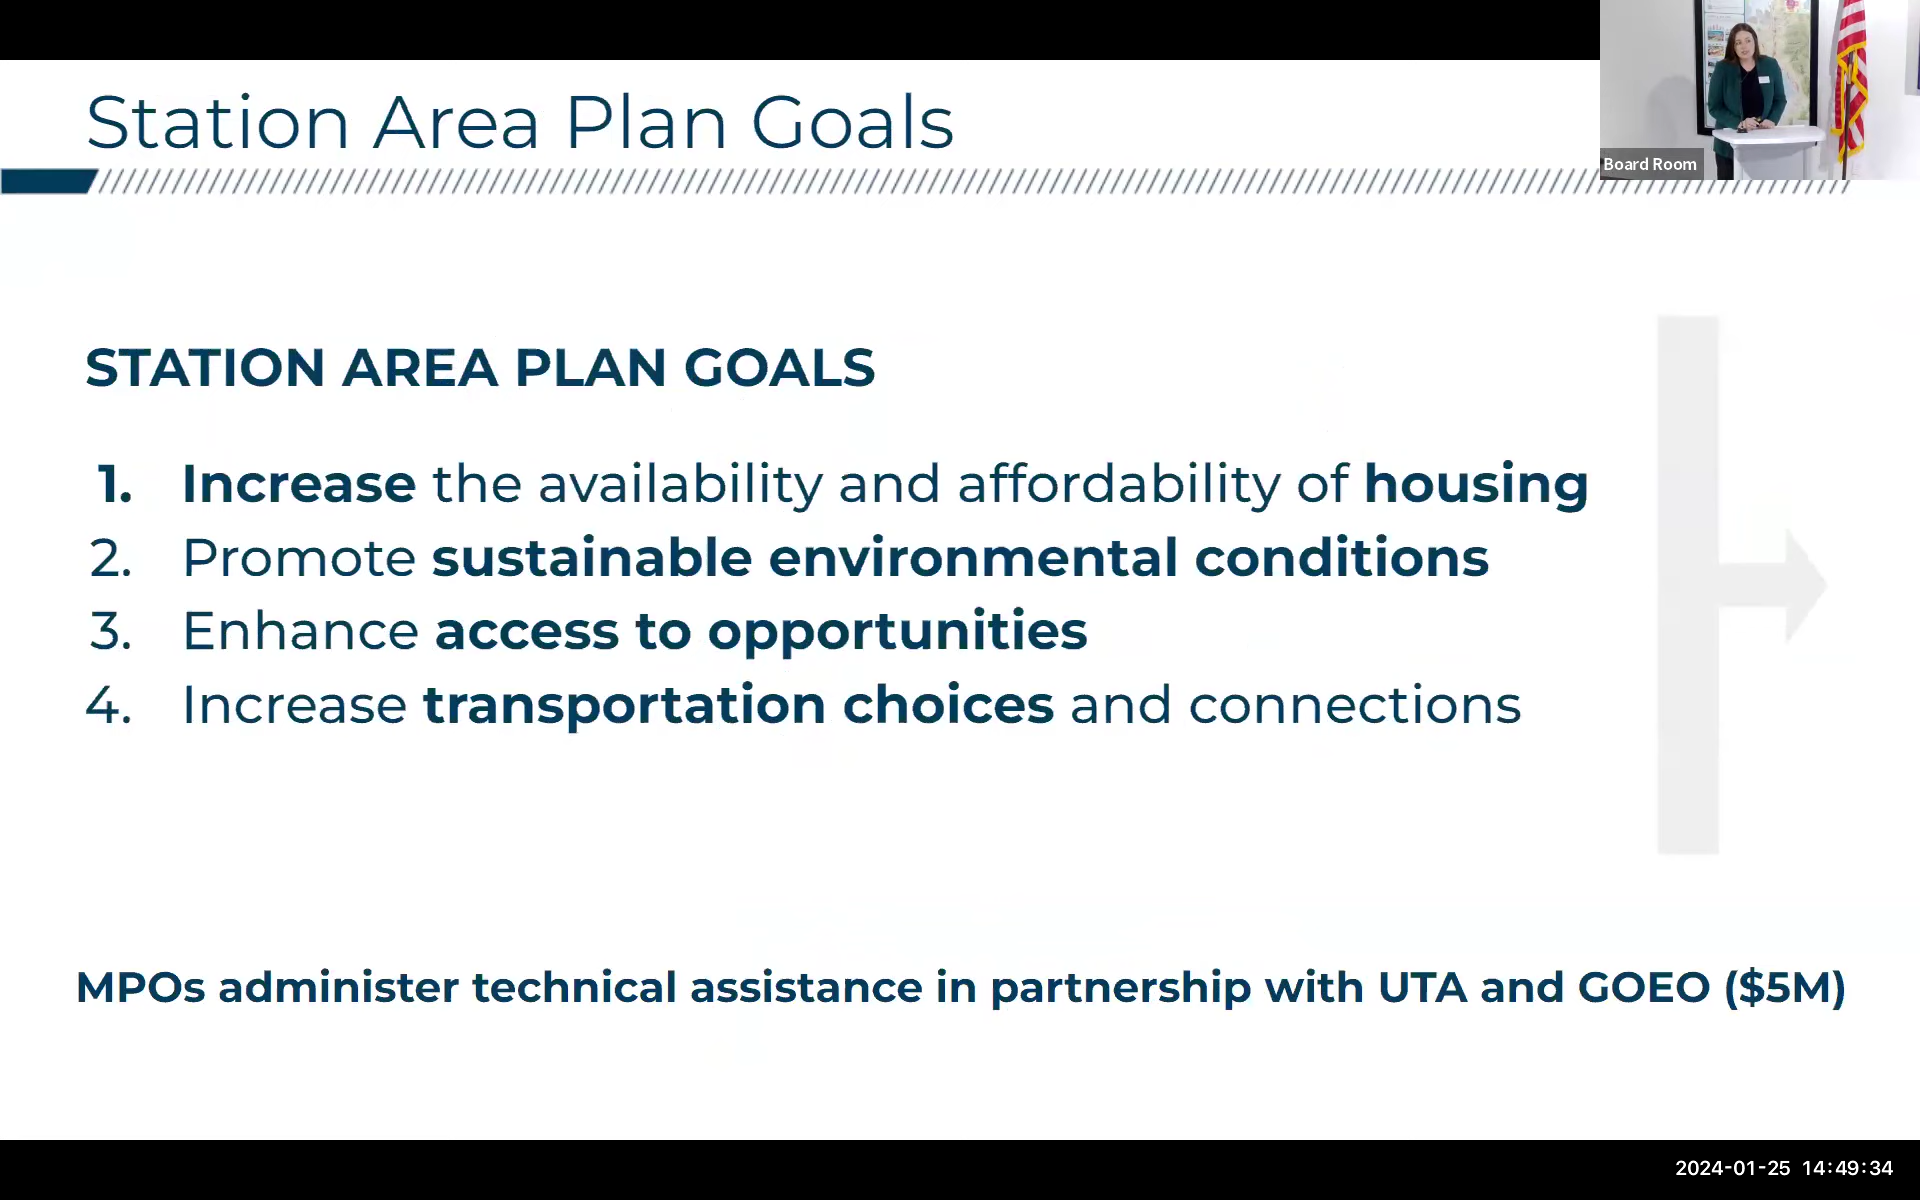 Station Area Plan Goals
Board Room
STATION AREA PLAN GOALS
1. Increase the availability and affordability of housing
2. Promote sustainable environmental conditions
3. Enhance access to opportunities
4. Increase transportation choices and connections
MPOs administer technical assistance in partnership with UTA and GOEO ($5M)
2024-01-25 14:49:34